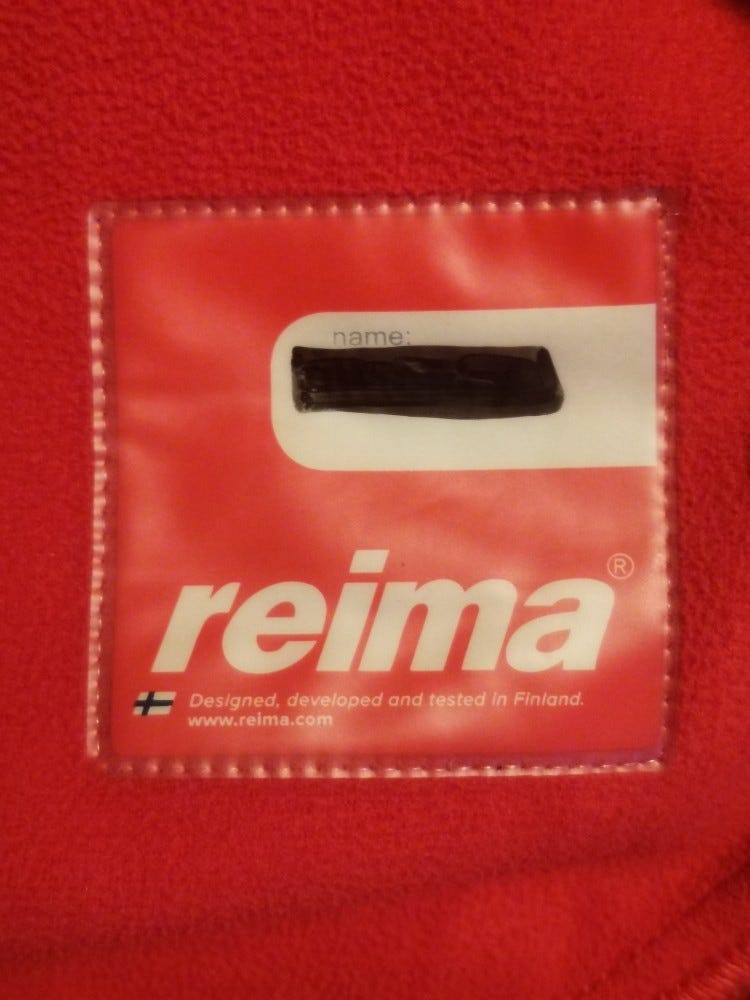 name:
reima®
Designed, developed and tested in Finland.
www.reima.com